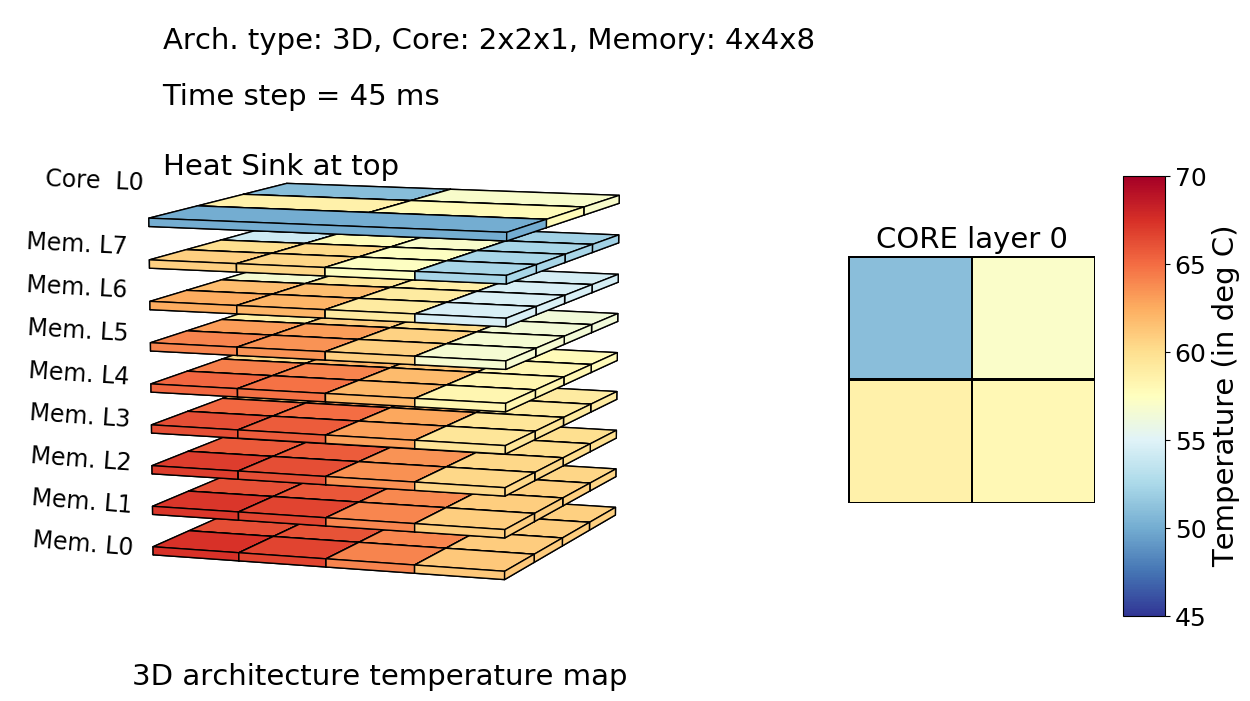 Arch. type: 3D, Core: 2x2x1, Memory: 4x4x8
Time step = 45 ms
Heat Sink at top
Core  L0
Mem. L7
Mem. L6
Mem. L5
Mem. L4
Mem. L3
Mem. L2
Mem. L1
Mem. L0
3D architecture temperature map
CORE layer 0
70
65
60
55
50
45
Temperature (in deg C)